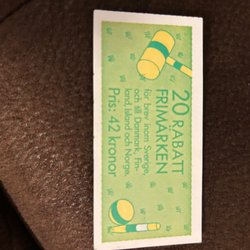 20 RABATT
FRIMÄRKEN
för brev inom Sverige,
och till Danmark, Fin-
land, Island och Norge.
Pris: 42 kronor